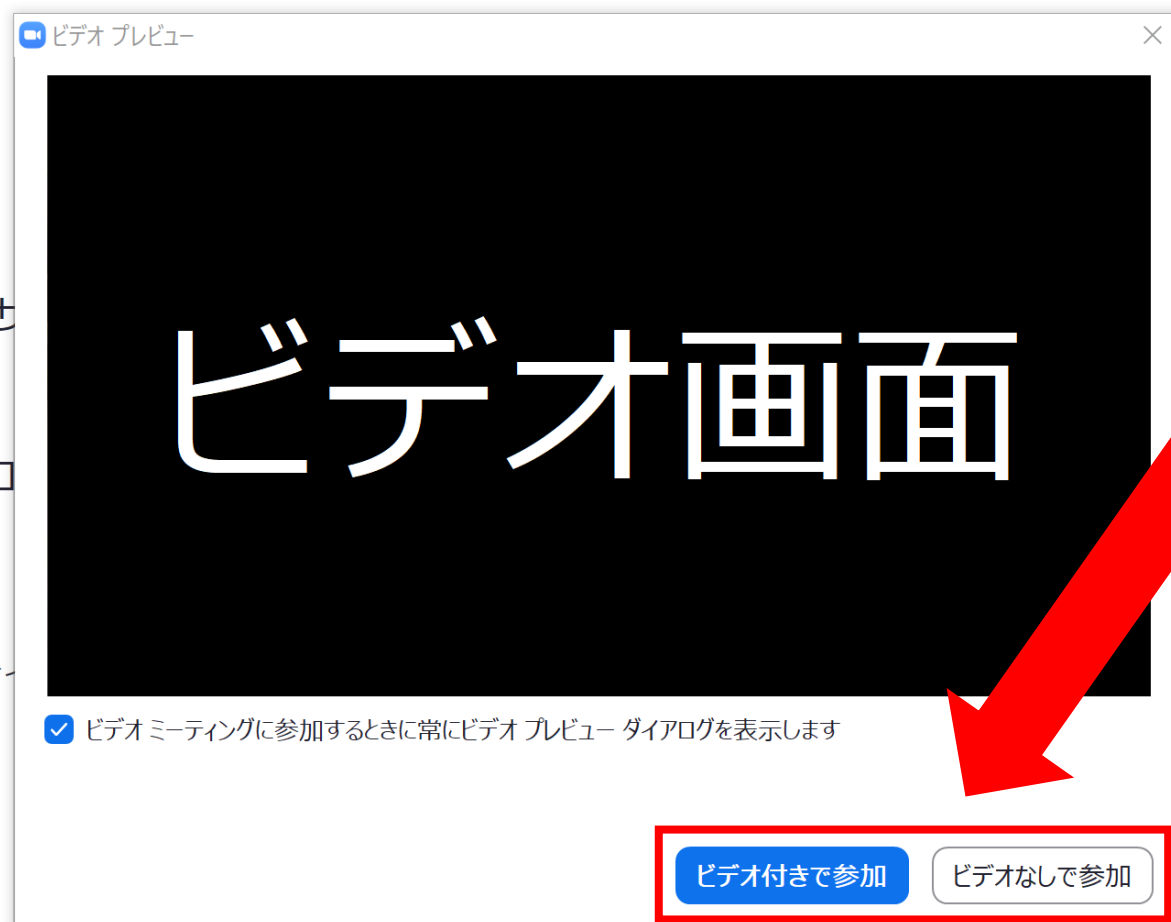 ビデオ プレビュー
ビデオ画面
ビデオ ミーティングに参加するときに常にビデオ プレビュー ダイアログを表示します
ビデオ付きで参加
ビデオなしで参加